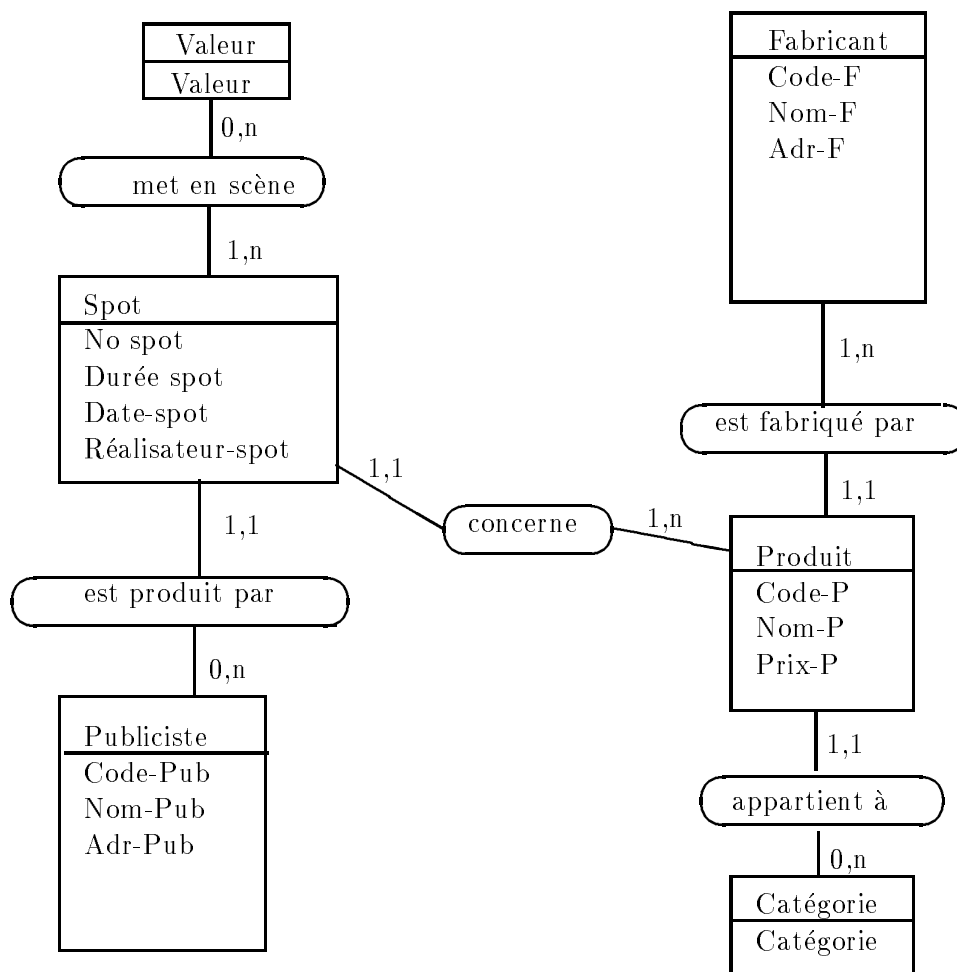 Valeur
Valeur
0,n
met en scène
1,n
Spot
No spot
Durée spot
Date-spot
Réalisateur-spot
1,1
est produit par
0,n
Publiciste
Code-Pub
Nom-Pub
Adr-Pub
1,1
concerne
1,n
Fabricant
Code-F
Nom-F
Adr-F
1,n
est fabriqué par
1,1
Produit
Code-P
Nom-P
Prix-P
1,1
appartient à
0,n
Catégorie
Catégorie